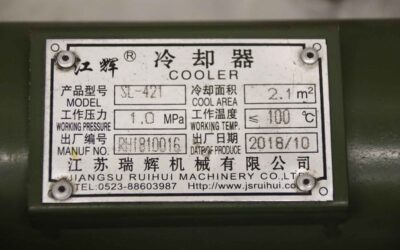 江辉® 冷却器
COOLER
产品型号 SL-421 冷却面积 2.1m²
MODEL COOL AREA
工作压力 1.0 MPa 工作温度 ≤100℃
WORKING PRESSURE WORKING TEMP.
出厂编号 RH1810016 出厂日期 2018/10
MANUF NO. DATE OF PRODUCE
江苏瑞辉机械有限公司
JIANGSU RUIHUI MACHINERY CO.,LTD
TEL:0523-88603987 Http://www.jsruihui.com